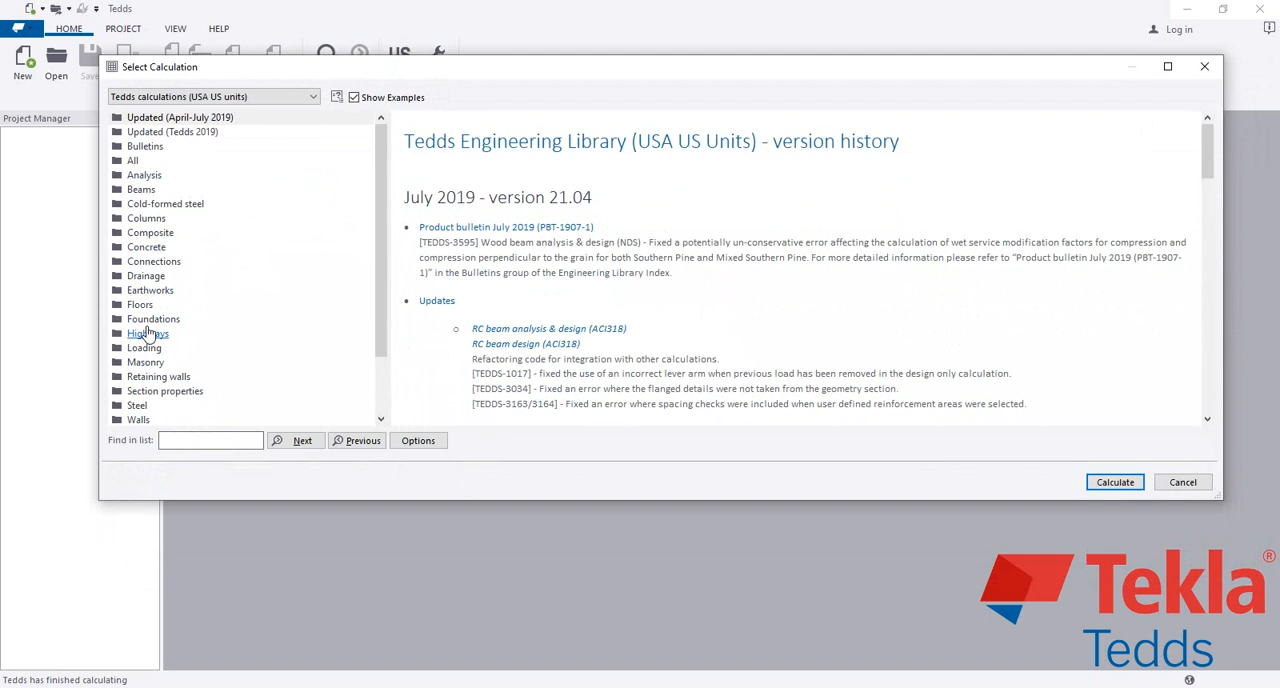 Tedds
HOME PROJECT VIEW HELP
Log in
New Open Save US
Select Calculation
Project Manager
Tedds calculations (USA US units) Show Examples
Updated (April-July 2019)
Updated (Tedds 2019)
Bulletins
All
Analysis
Beams
Cold-formed steel
Columns
Composite
Concrete
Connections
Drainage
Earthworks
Floors
Foundations
Loading
Masonry
Retaining walls
Section properties
Steel
Walls
Tedds Engineering Library (USA US Units) - version history
July 2019 - version 21.04
• Product bulletin July 2019 (PBT-1907-1)
[TEDDS-3595] Wood beam analysis & design (NDS) - Fixed a potentially un-conservative error affecting the calculation of wet service modification factors for compression and
compression perpendicular to the grain for both Southern Pine and Mixed Southern Pine. For more detailed information please refer to “Product bulletin July 2019 (PBT-1907-
1)” in the Bulletins group of the Engineering Library Index.
• Updates
o RC beam analysis & design (ACI318)
RC beam design (ACI318)
Refactoring code for integration with other calculations.
[TEDDS-1017] - fixed the use of an incorrect lever arm when previous load has been removed in the design only calculation.
[TEDDS-3034] - Fixed an error where the flanged details were not taken from the geometry section.
[TEDDS-3163/3164] - Fixed an error where spacing checks were included when user defined reinforcement areas were selected.
Find in list: Next Previous Options
Calculate Cancel
Tekla®
Tedds
Tedds has finished calculating